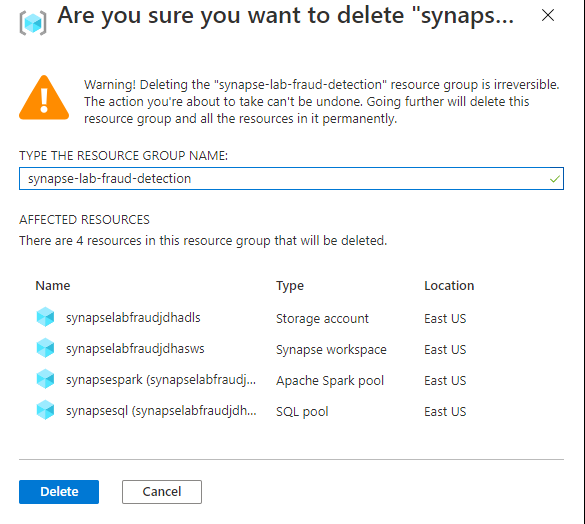 Are you sure you want to delete "synaps...
Warning! Deleting the "synapse-lab-fraud-detection" resource group is irreversible.
The action you're about to take can't be undone. Going further will delete this
resource group and all the resources in it permanently.
TYPE THE RESOURCE GROUP NAME:
synapse-lab-fraud-detection
AFFECTED RESOURCES
There are 4 resources in this resource group that will be deleted.
Name Type Location
synapselabfraudjdhadls Storage account East US
synapselabfraudjdhasws Synapse workspace East US
synapsespark (synapselabfraudj... Apache Spark pool East US
synapsesql (synapselabfraudjdh... SQL pool East US
Delete Cancel